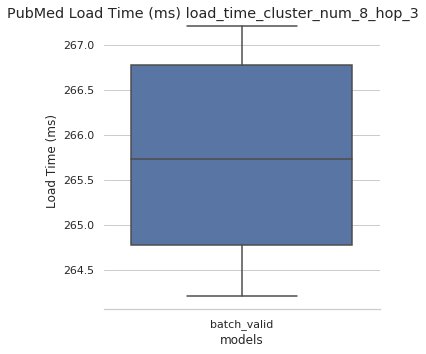 PubMed Load Time (ms) load_time_cluster_num_8_hop_3
267.0
266.5
266.0
265.5
265.0
264.5
Load Time (ms)
batch_valid
models